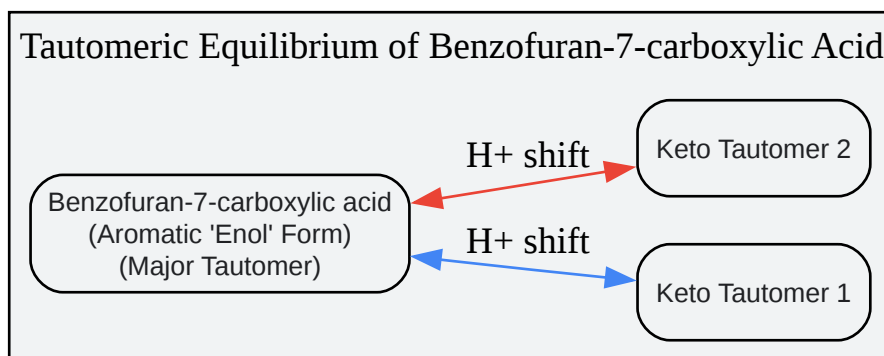 Tautomeric Equilibrium of Benzofuran-7-carboxylic Acid
H+ shift
Keto Tautomer 2
Benzofuran-7-carboxylic acid
(Aromatic 'Enol' Form)
(Major Tautomer)
H+ shift
Keto Tautomer 1